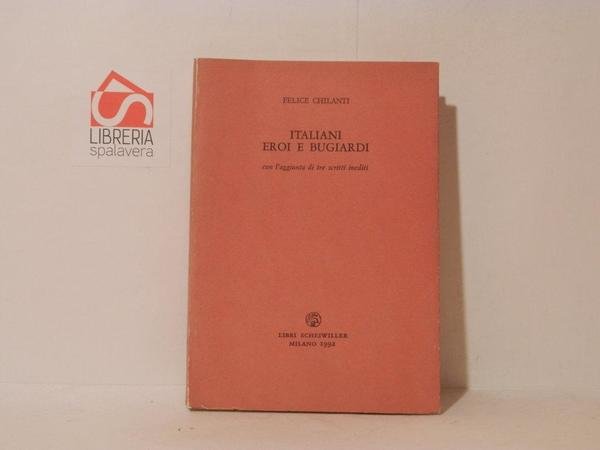 LIBRERIA
spalavera
FELICE CHILANTI
ITALIANI
EROI E BUGIARDI
con l'aggiunta di tre scritti inediti
LIBRI SCHEIWILLER
MILANO 1992